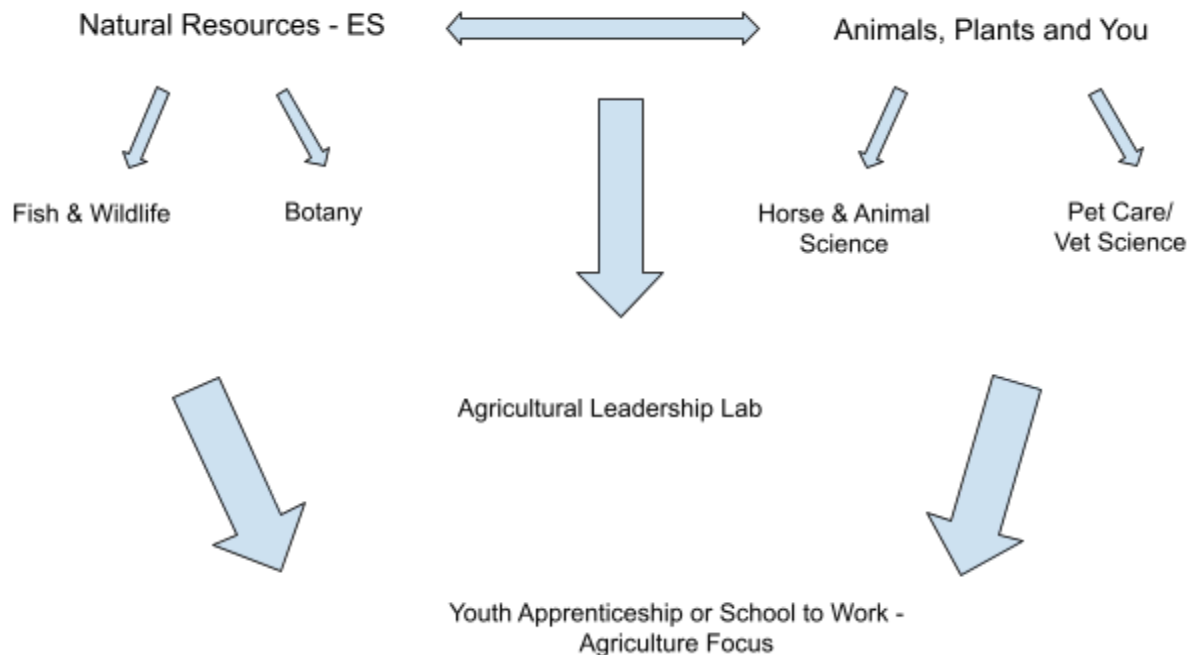 Natural Resources - ES
Animals, Plants and You
Fish & Wildlife
Botany
Horse & Animal
Science
Pet Care/
Vet Science
Agricultural Leadership Lab
Youth Apprenticeship or School to Work -
Agriculture Focus